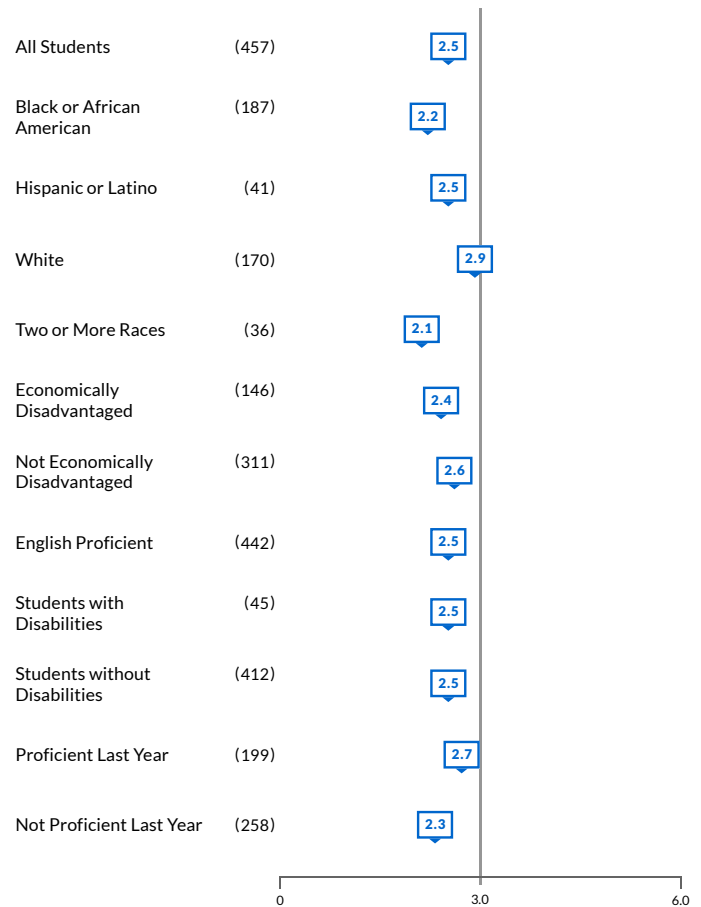 All Students (457) 2.5
Black or African (187) 2.2
American
Hispanic or Latino (41) 2.5
White (170) 2.9
Two or More Races (36) 2.1
Economically (146) 2.4
Disadvantaged
Not Economically (311) 2.6
Disadvantaged
English Proficient (442) 2.5
Students with (45) 2.5
Disabilities
Students without (412) 2.5
Disabilities
Proficient Last Year (199) 2.7
Not Proficient Last Year (258) 2.3
0 3.0 6.0